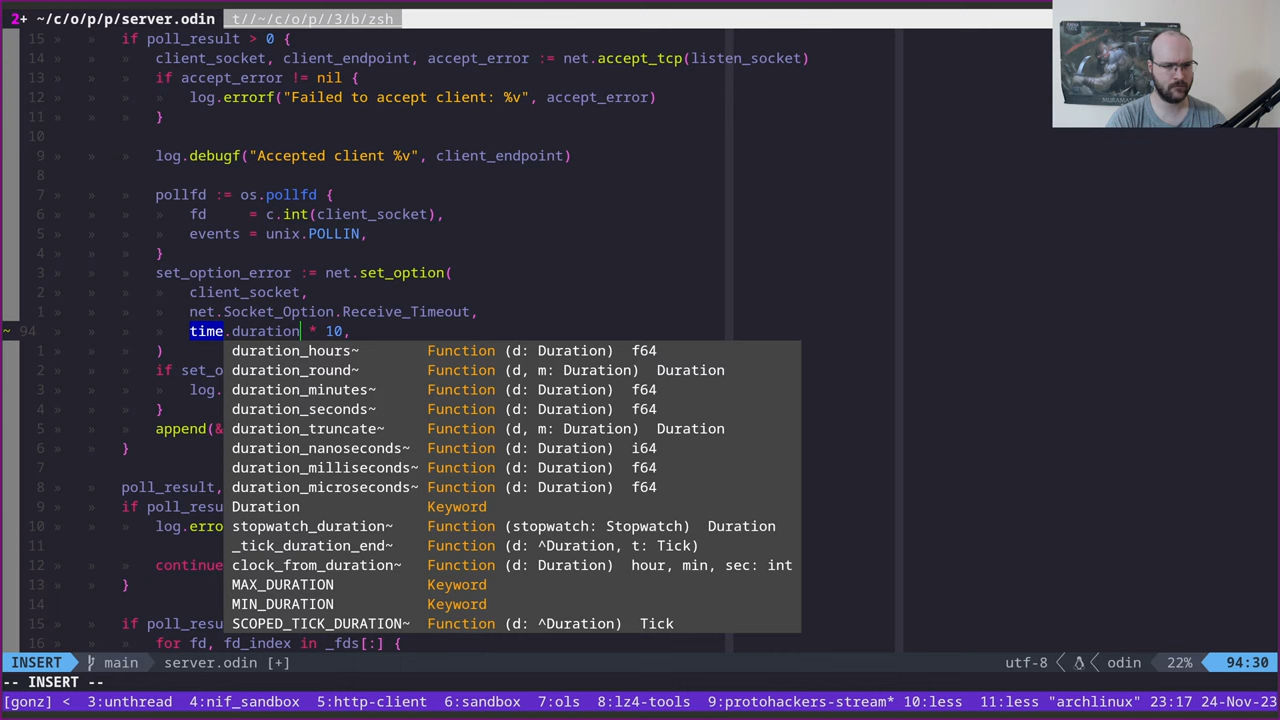 2+ ~/c/o/p/p/server.odin t//~/c/o/p//3/b/zsh
15 » » » if poll_result > 0 {
14 » » » client_socket, client_endpoint, accept_error := net.accept_tcp(listen_socket)
13 » » » if accept_error != nil {
12 » » » » log.errorf("Failed to accept client: %v", accept_error)
11 » » » }
10
9 » » » log.debugf("Accepted client %v", client_endpoint)
8
7 » » » pollfd := os.pollfd {
6 » » » » fd = c.int(client_socket),
5 » » » » events = unix.POLLIN,
4 » » » }
3 » » » set_option_error := net.set_option(
2 » » » » client_socket,
1 » » » » net.Socket_Option.Receive_Timeout,
~ 94 » » » » time.duration * 10,
1 » » » )
duration_hours~ Function (d: Duration) f64
2 » » » if set_o
duration_round~ Function (d, m: Duration) Duration
3 » » » » log.
duration_minutes~ Function (d: Duration) f64
4 » » » }
duration_seconds~ Function (d: Duration) f64
5 » » » append(&
duration_truncate~ Function (d, m: Duration) Duration
6 » » }
duration_nanoseconds~ Function (d: Duration) i64
7
duration_milliseconds~ Function (d: Duration) f64
8 » » poll_result,
duration_microseconds~ Function (d: Duration) f64
9 » » if poll_resu
Duration Keyword
10 » » » log.erro
stopwatch_duration~ Function (stopwatch: Stopwatch) Duration
11
_tick_duration_end~ Function (d: ^Duration, t: Tick)
12 » » » continue
clock_from_duration~ Function (d: Duration) hour, min, sec: int
13 » » }
MAX_DURATION Keyword
14
MIN_DURATION Keyword
15 » » if poll_resu
SCOPED_TICK_DURATION~ Function (d: ^Duration) Tick
16 » » » for fd, fd_index in _fds[:] {
INSERT main server.odin [+] utf-8 odin 22% 94:30
-- INSERT --
[gonz] < 3:unthread 4:nif_sandbox 5:http-client 6:sandbox 7:ols 8:lz4-tools 9:protohackers-stream* 10:less 11:less "archlinux" 23:17 24-Nov-23